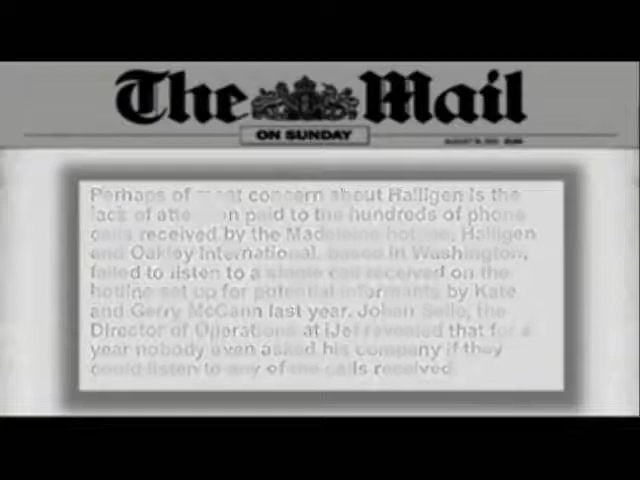 The Mail
ON SUNDAY
Perhaps of most concern about Halligen is the
lack of attention paid to the hundreds of phone
calls received by the Madeleine hotline, Halligen
and Oakley International, based in Washington,
failed to listen to a single call received on the
hotline set up for potential informants by Kate
and Gerry McCann last year. Johan Selle, the
Director of Operations at iJet revealed that for a
year nobody even asked his company if they
could listen to any of the calls received.